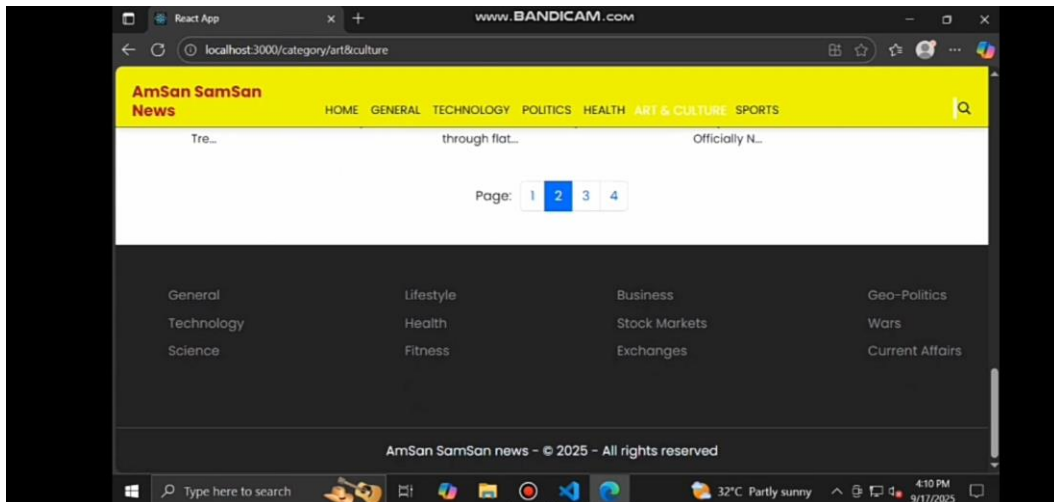 React App
www.BANDICAM.com
localhost:3000/category/art&culture
AmSan SamSan
News
HOME GENERAL TECHNOLOGY POLITICS HEALTH ART & CULTURE SPORTS
Tre...
through flat...
Officially N...
Page: 1 2 3 4
General Lifestyle Business Geo-Politics
Technology Health Stock Markets Wars
Science Fitness Exchanges Current Affairs
AmSan SamSan news - © 2025 - All rights reserved
Type here to search
32°C Partly sunny
4:10 PM
9/17/2025